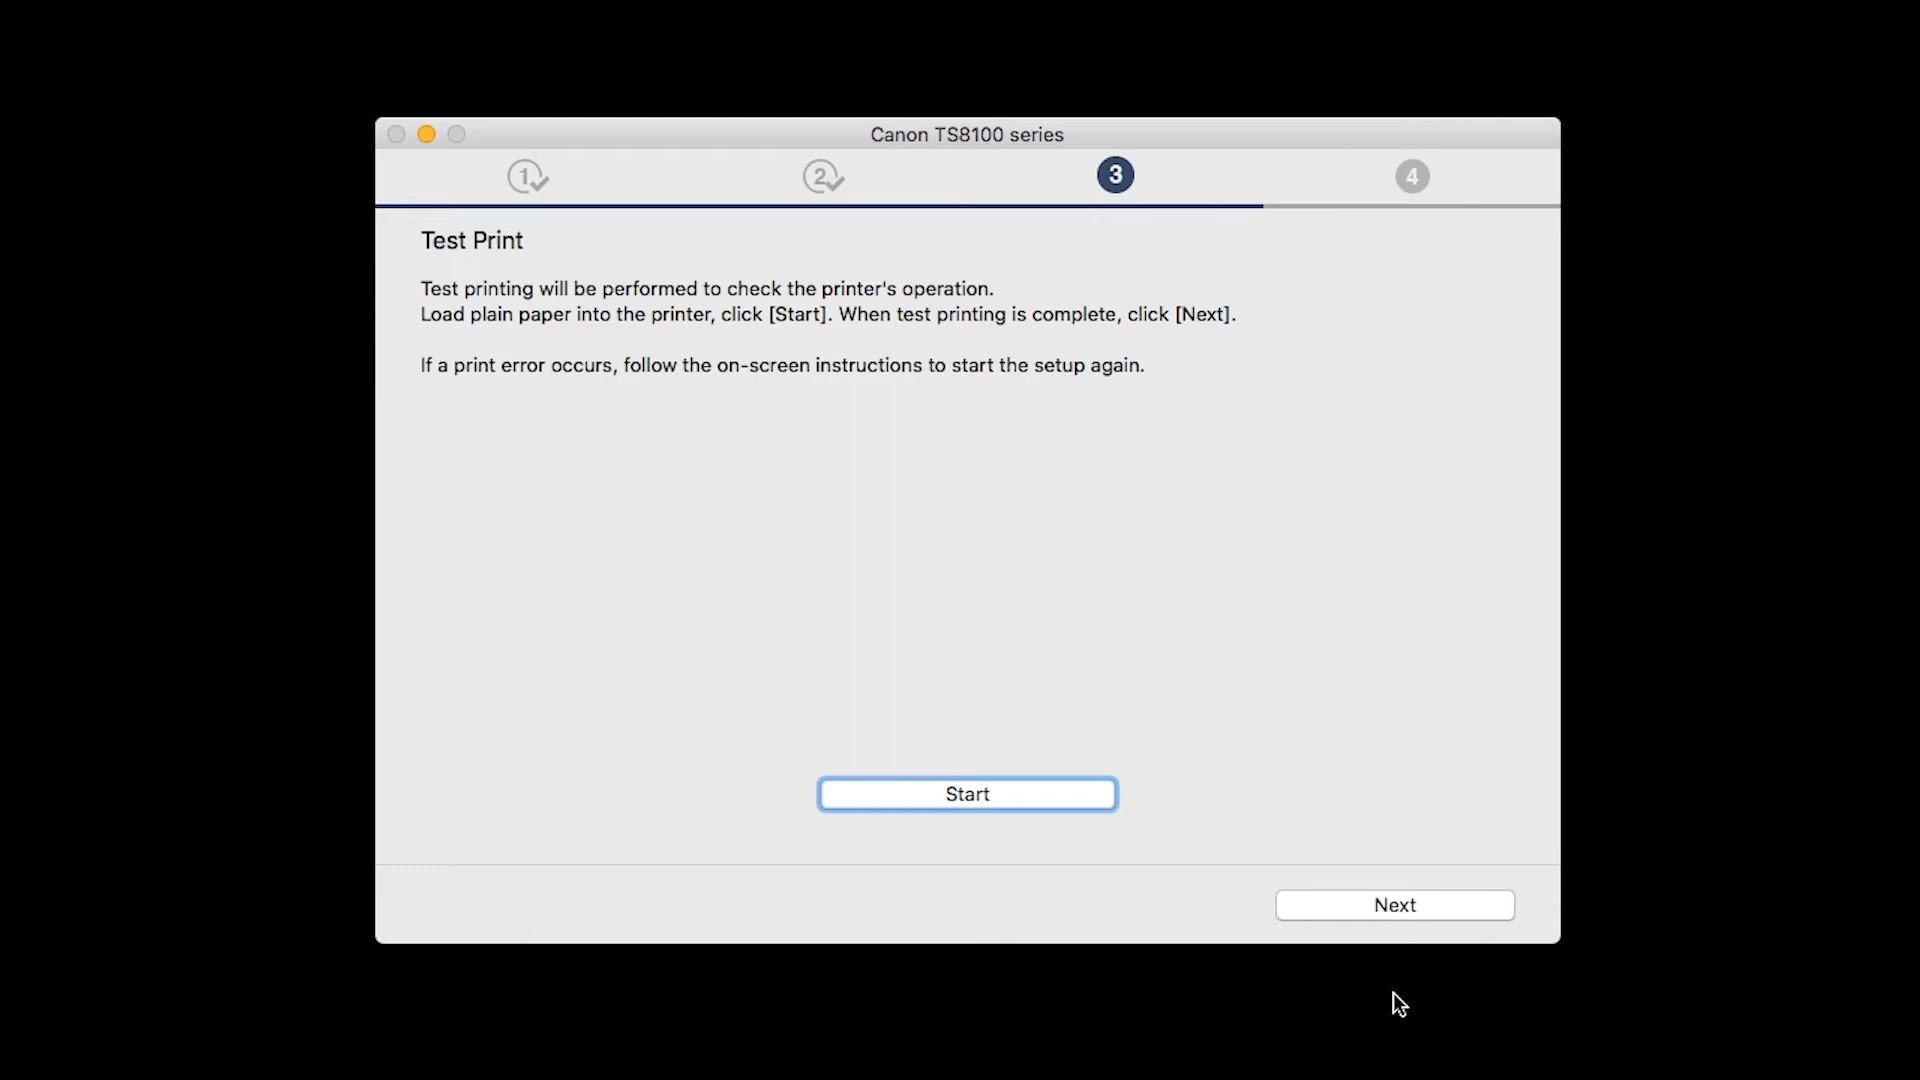 Canon TS8100 series
1 2 3 4
Test Print
Test printing will be performed to check the printer's operation.
Load plain paper into the printer, click [Start]. When test printing is complete, click [Next].
If a print error occurs, follow the on-screen instructions to start the setup again.
Start
Next